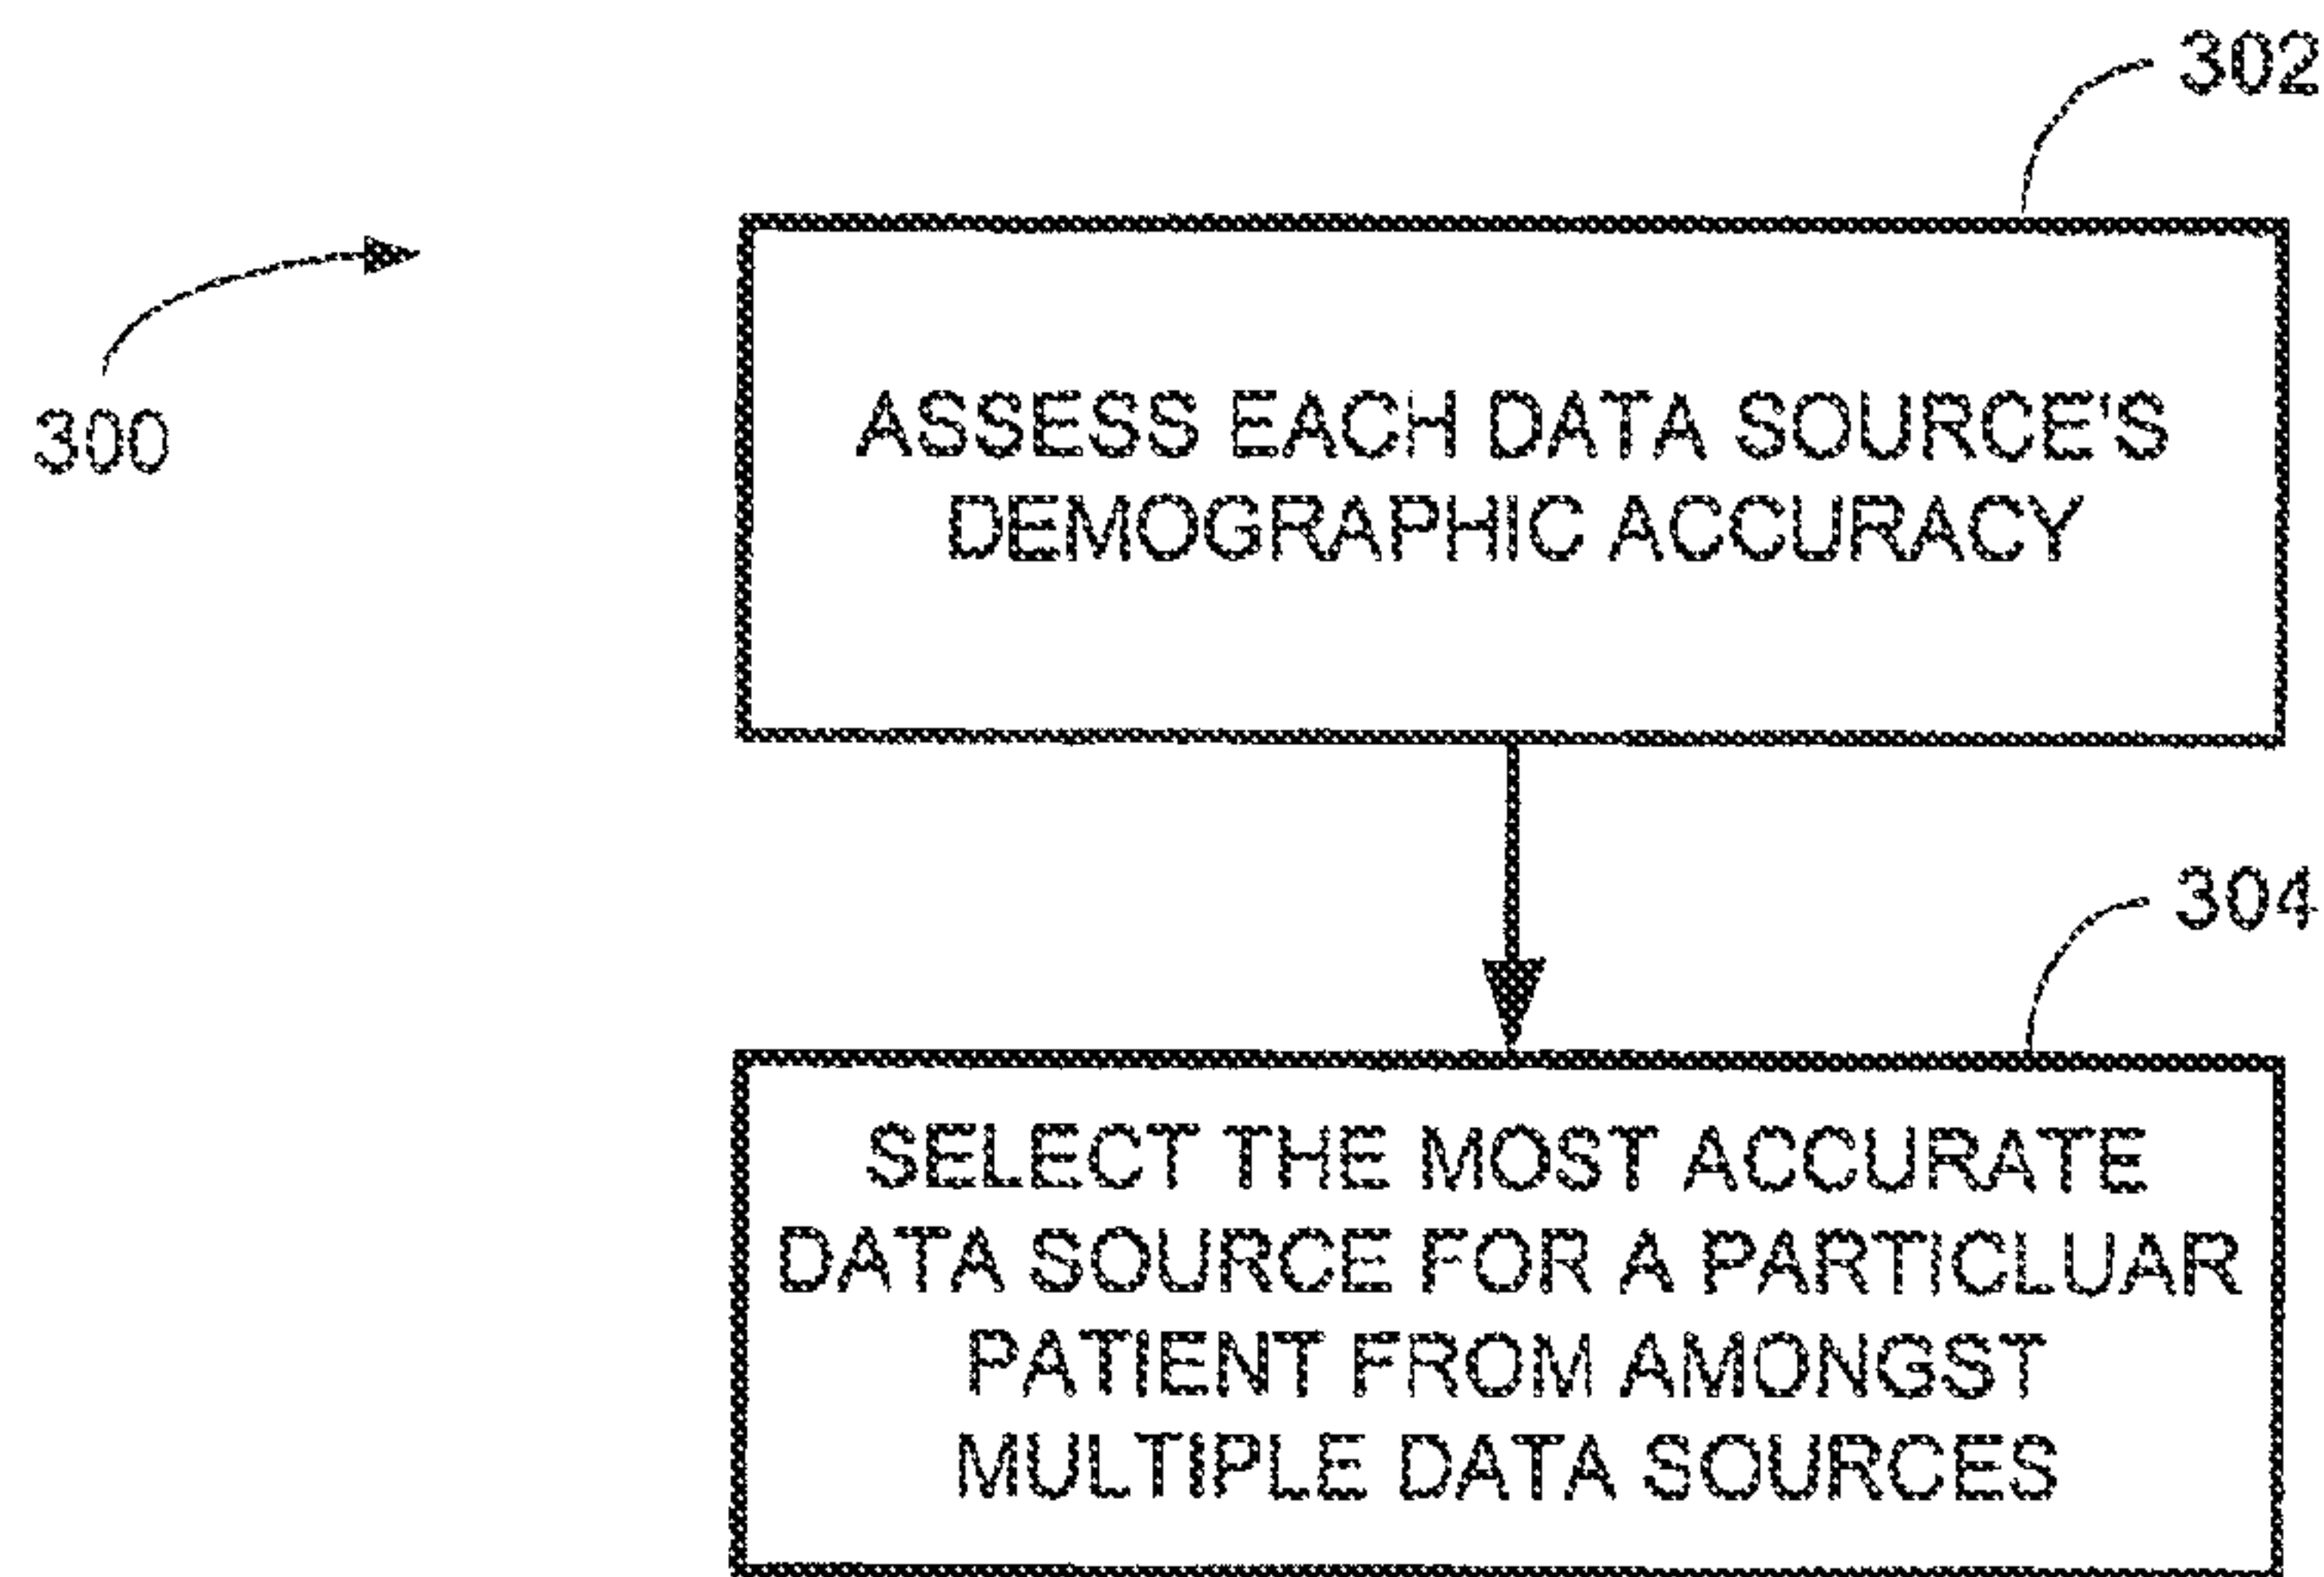 302
300
ASSESS EACH DATA SOURCE'S
DEMOGRAPHIC ACCURACY
304
SELECT THE MOST ACCURATE
DATA SOURCE FOR A PARTICLUAR
PATIENT FROM AMONGST
MULTIPLE DATA SOURCES